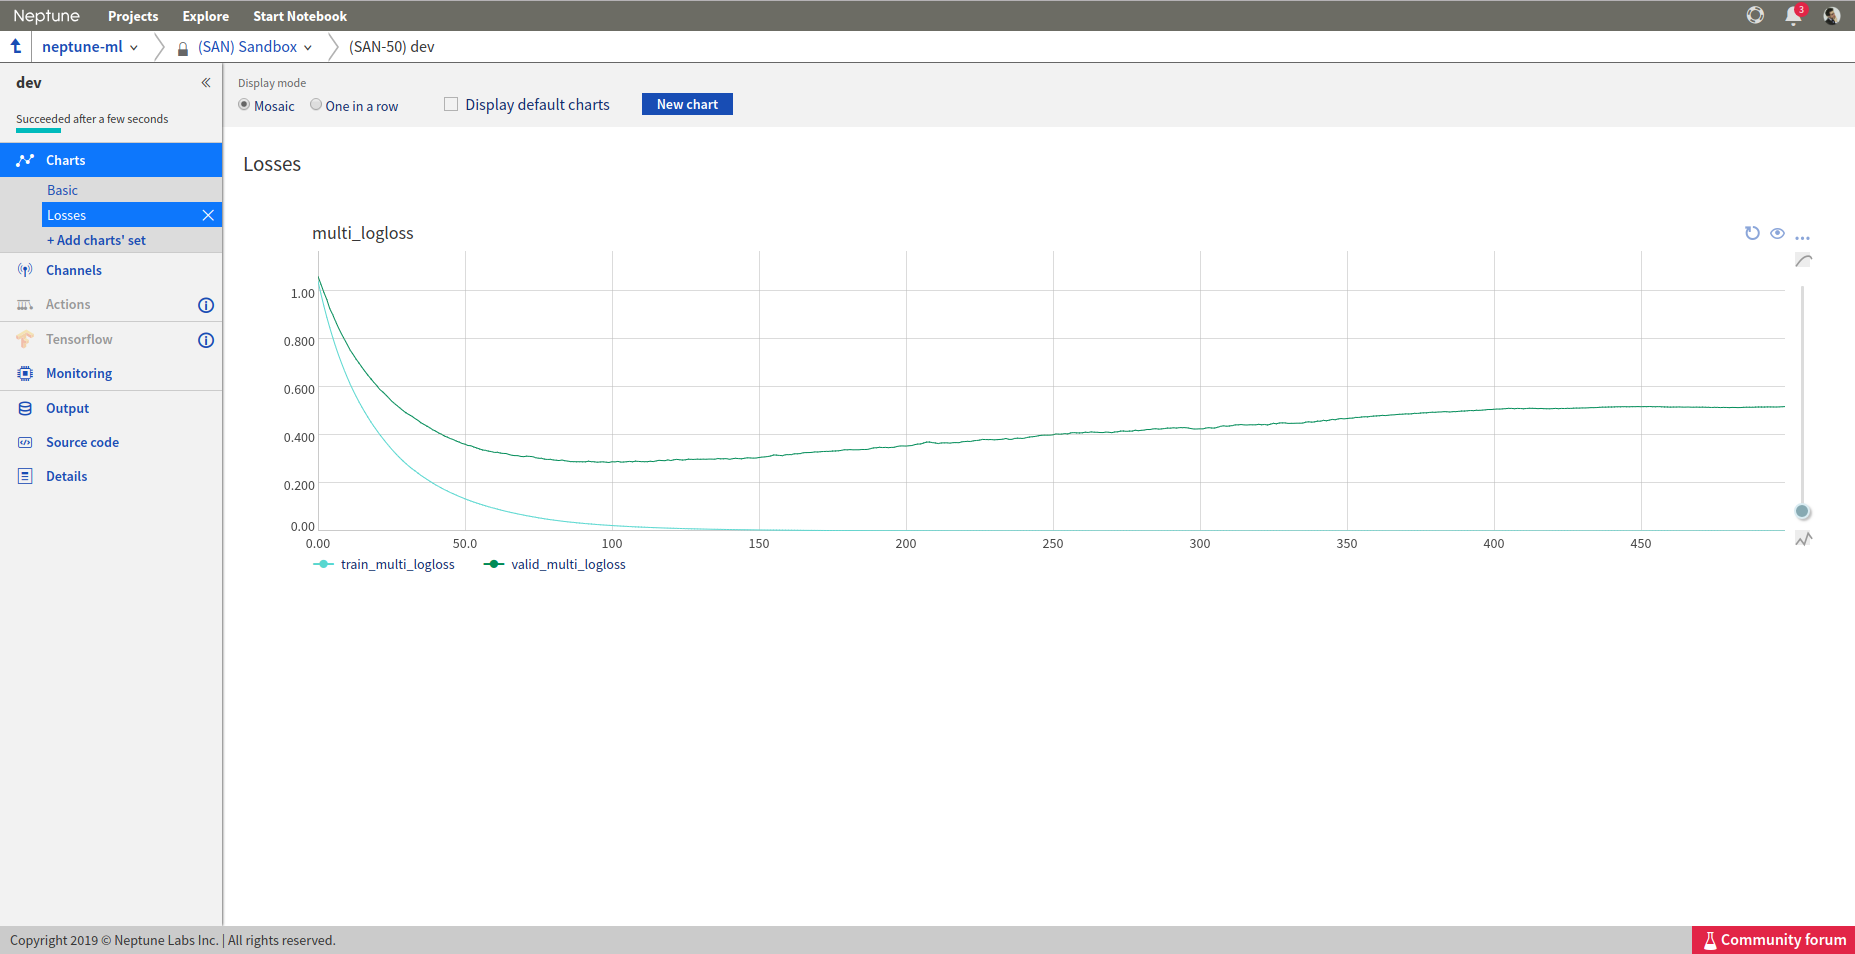 Neptune Projects Explore Start Notebook 3
neptune-ml (SAN) Sandbox (SAN-50) dev
dev
Succeeded after a few seconds
Charts
Basic
Losses
+ Add charts' set
Channels
Actions
Tensorflow
Monitoring
Output
Source code
Details
Display mode
Mosaic One in a row Display default charts New chart
Losses
multi_logloss
1.00
0.800
0.600
0.400
0.200
0.00
0.00 50.0 100 150 200 250 300 350 400 450
train_multi_logloss valid_multi_logloss
Copyright 2019 © Neptune Labs Inc. | All rights reserved.
Community forum